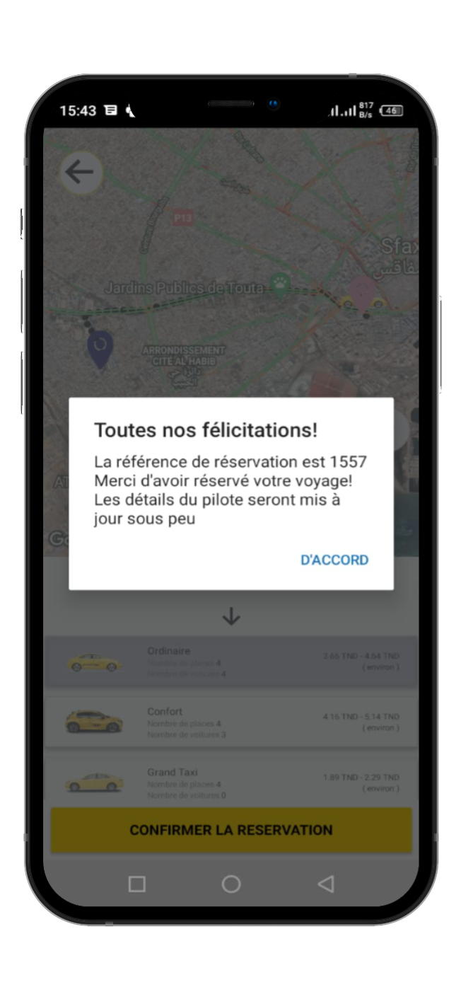 15:43
817
B/s
46
P13
Sfax
صفاقس
Jardins Publics de Touta
ARRONDISSEMENT
CITÉ AL HABIB
دائرة حي
الحبيب
Toutes nos félicitations!
La référence de réservation est 1557
Merci d'avoir réservé votre voyage!
Les détails du pilote seront mis à
jour sous peu
Go
D'ACCORD
Ordinaire
Nombre de places 4
Nombre de voitures 4
3.66 TND - 4.64 TND
( environ )
Confort
Nombre de places 4
Nombre de voitures 3
4.16 TND - 5.14 TND
( environ )
Grand Taxi
Nombre de places 4
Nombre de voitures 0
1.89 TND - 2.29 TND
( environ )
CONFIRMER LA RESERVATION